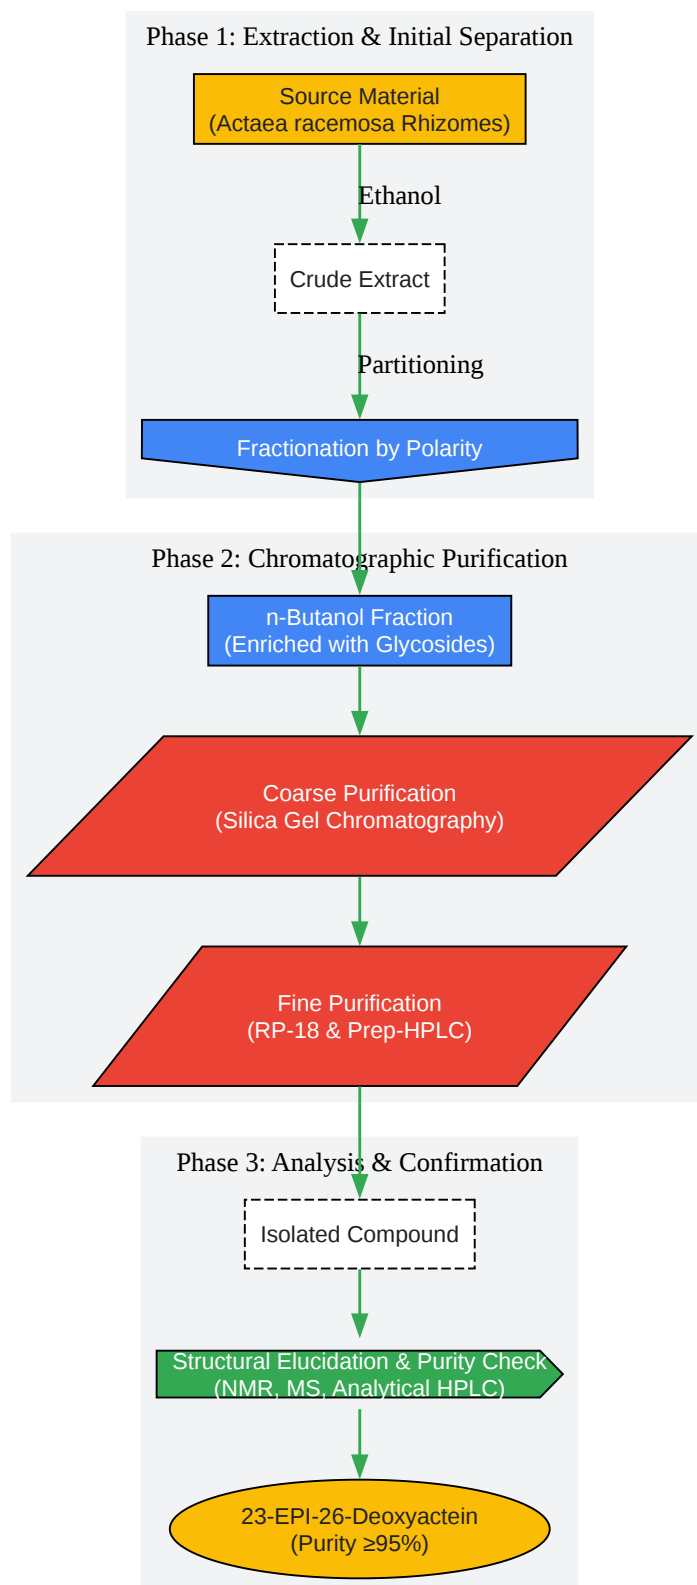 Phase 1: Extraction & Initial Separation
Source Material
(Actaea racemosa Rhizomes)
Ethanol
Crude Extract
Partitioning
Fractionation by Polarity
Phase 2: Chromatographic Purification
n-Butanol Fraction
(Enriched with Glycosides)
Coarse Purification
(Silica Gel Chromatography)
Fine Purification
(RP-18 & Prep-HPLC)
Phase 3: Analysis & Confirmation
Isolated Compound
Structural Elucidation & Purity Check
(NMR, MS, Analytical HPLC)
23-EPI-26-Deoxyactein
(Purity ≥95%)